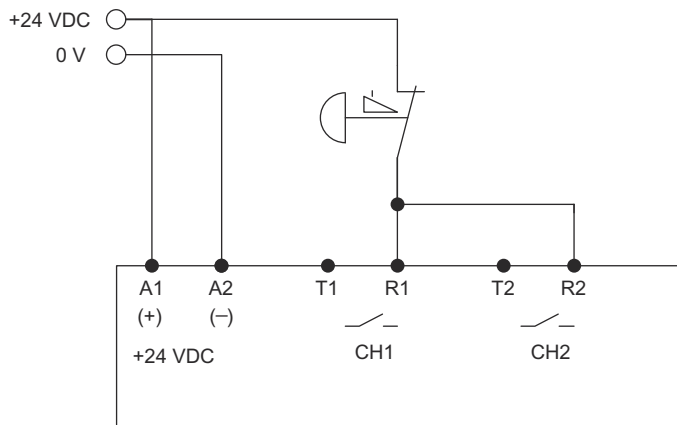 +24 VDC
0 V
A1 A2 T1 R1 T2 R2
(+) (–)
+24 VDC CH1 CH2